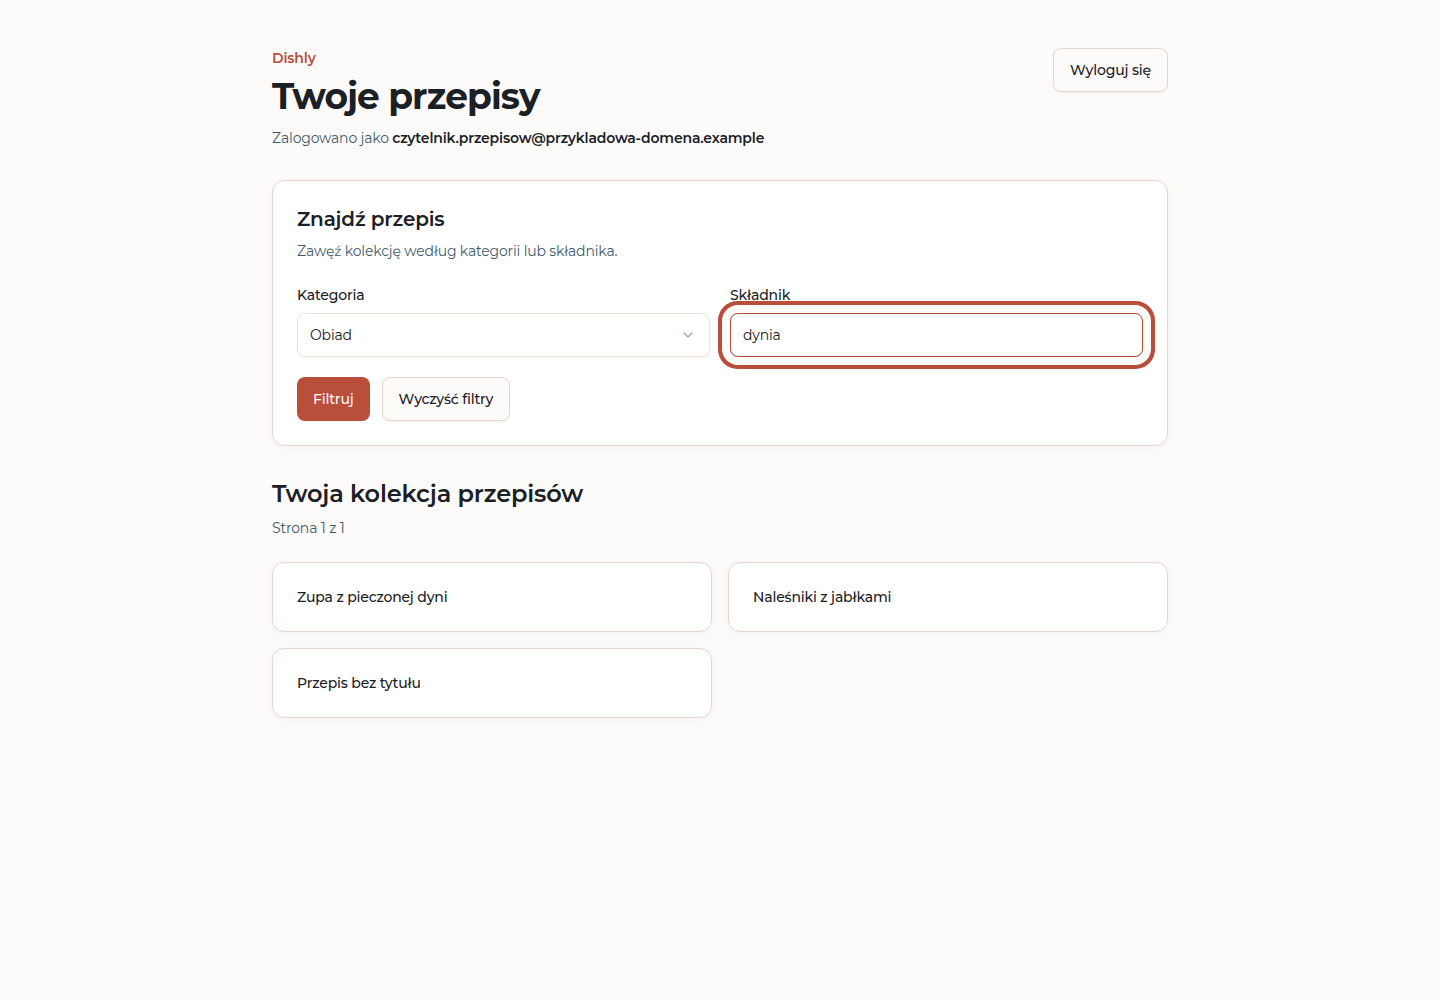 Dishly
Twoje przepisy
Zalogowano jako czytelnik.przepisow@przykladowa-domena.example
Wyloguj się
Znajdź przepis
Zawęź kolekcję według kategorii lub składnika.
Kategoria
Obiad
Składnik
dynia
Filtruj
Wyczyść filtry
Twoja kolekcja przepisów
Strona 1 z 1
Zupa z pieczonej dyni
Naleśniki z jabłkami
Przepis bez tytułu